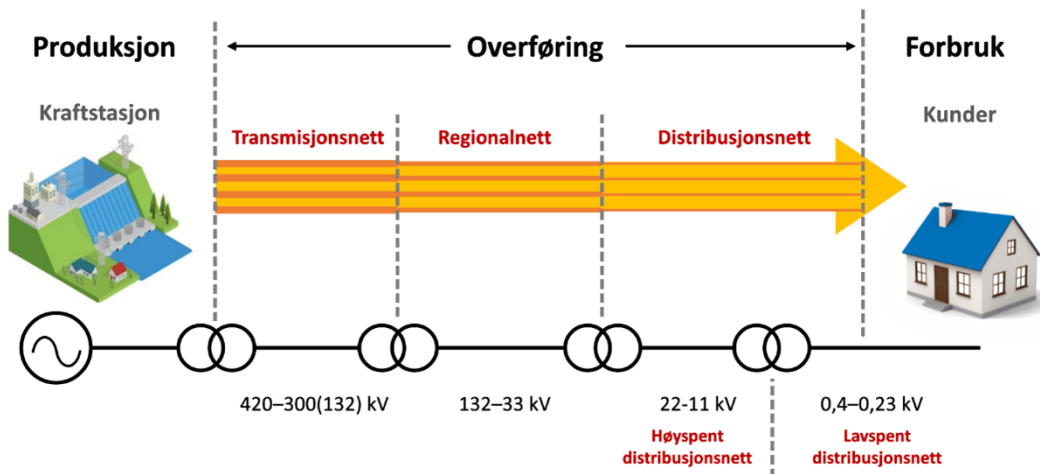 Produksjon
Overføring
Forbruk
Kraftstasjon
Kunder
Transmisjonsnett
Regionalnett
Distribusjonsnett
420–300(132) kV
132–33 kV
22-11 kV
0,4–0,23 kV
Høyspent
distribusjonsnett
Lavspent
distribusjonsnett